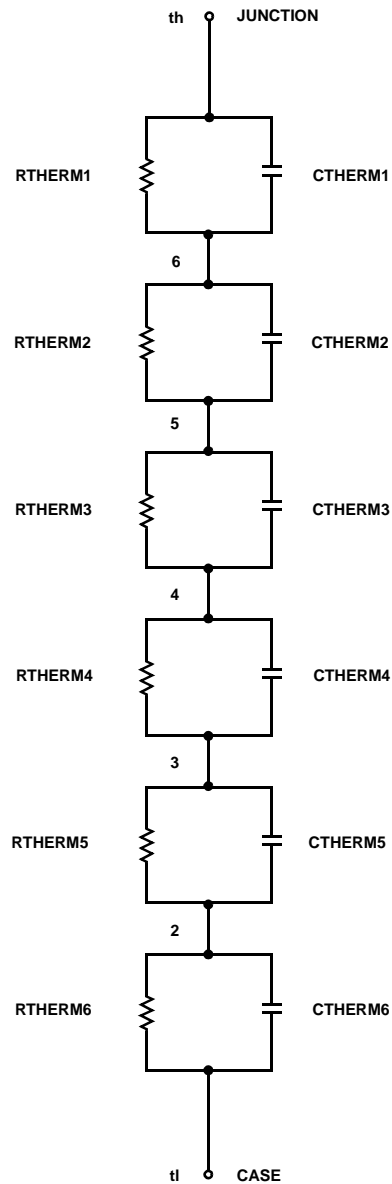 th JUNCTION
RTHERM1 CTHERM1
6
RTHERM2 CTHERM2
5
RTHERM3 CTHERM3
4
RTHERM4 CTHERM4
3
RTHERM5 CTHERM5
2
RTHERM6 CTHERM6
tl CASE